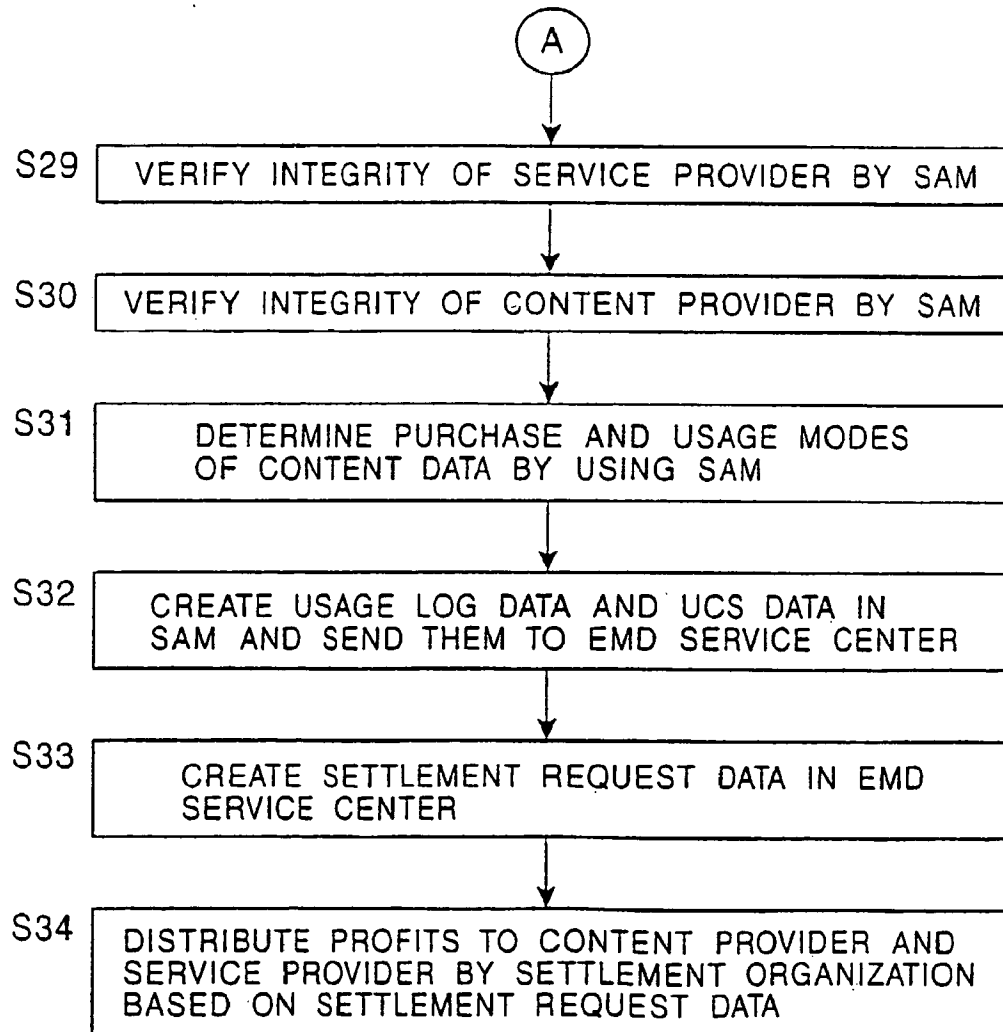 A
S29 VERIFY INTEGRITY OF SERVICE PROVIDER BY SAM
S30 VERIFY INTEGRITY OF CONTENT PROVIDER BY SAM
S31 DETERMINE PURCHASE AND USAGE MODES
OF CONTENT DATA BY USING SAM
S32 CREATE USAGE LOG DATA AND UCS DATA IN
SAM AND SEND THEM TO EMD SERVICE CENTER
S33 CREATE SETTLEMENT REQUEST DATA IN EMD
SERVICE CENTER
S34 DISTRIBUTE PROFITS TO CONTENT PROVIDER AND
SERVICE PROVIDER BY SETTLEMENT ORGANIZATION
BASED ON SETTLEMENT REQUEST DATA